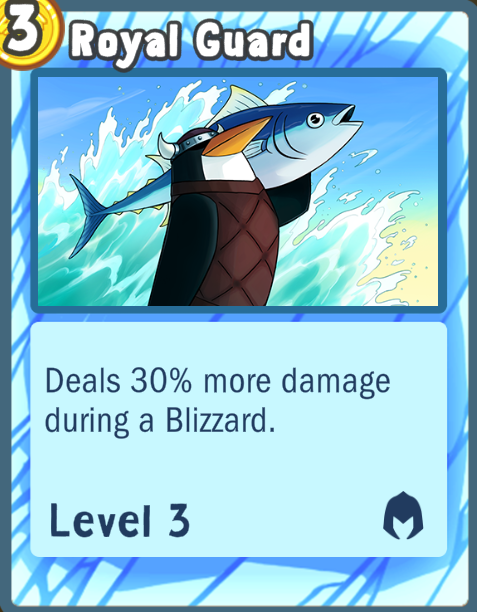 3
Royal Guard
Deals 30% more damage
during a Blizzard.
Level 3